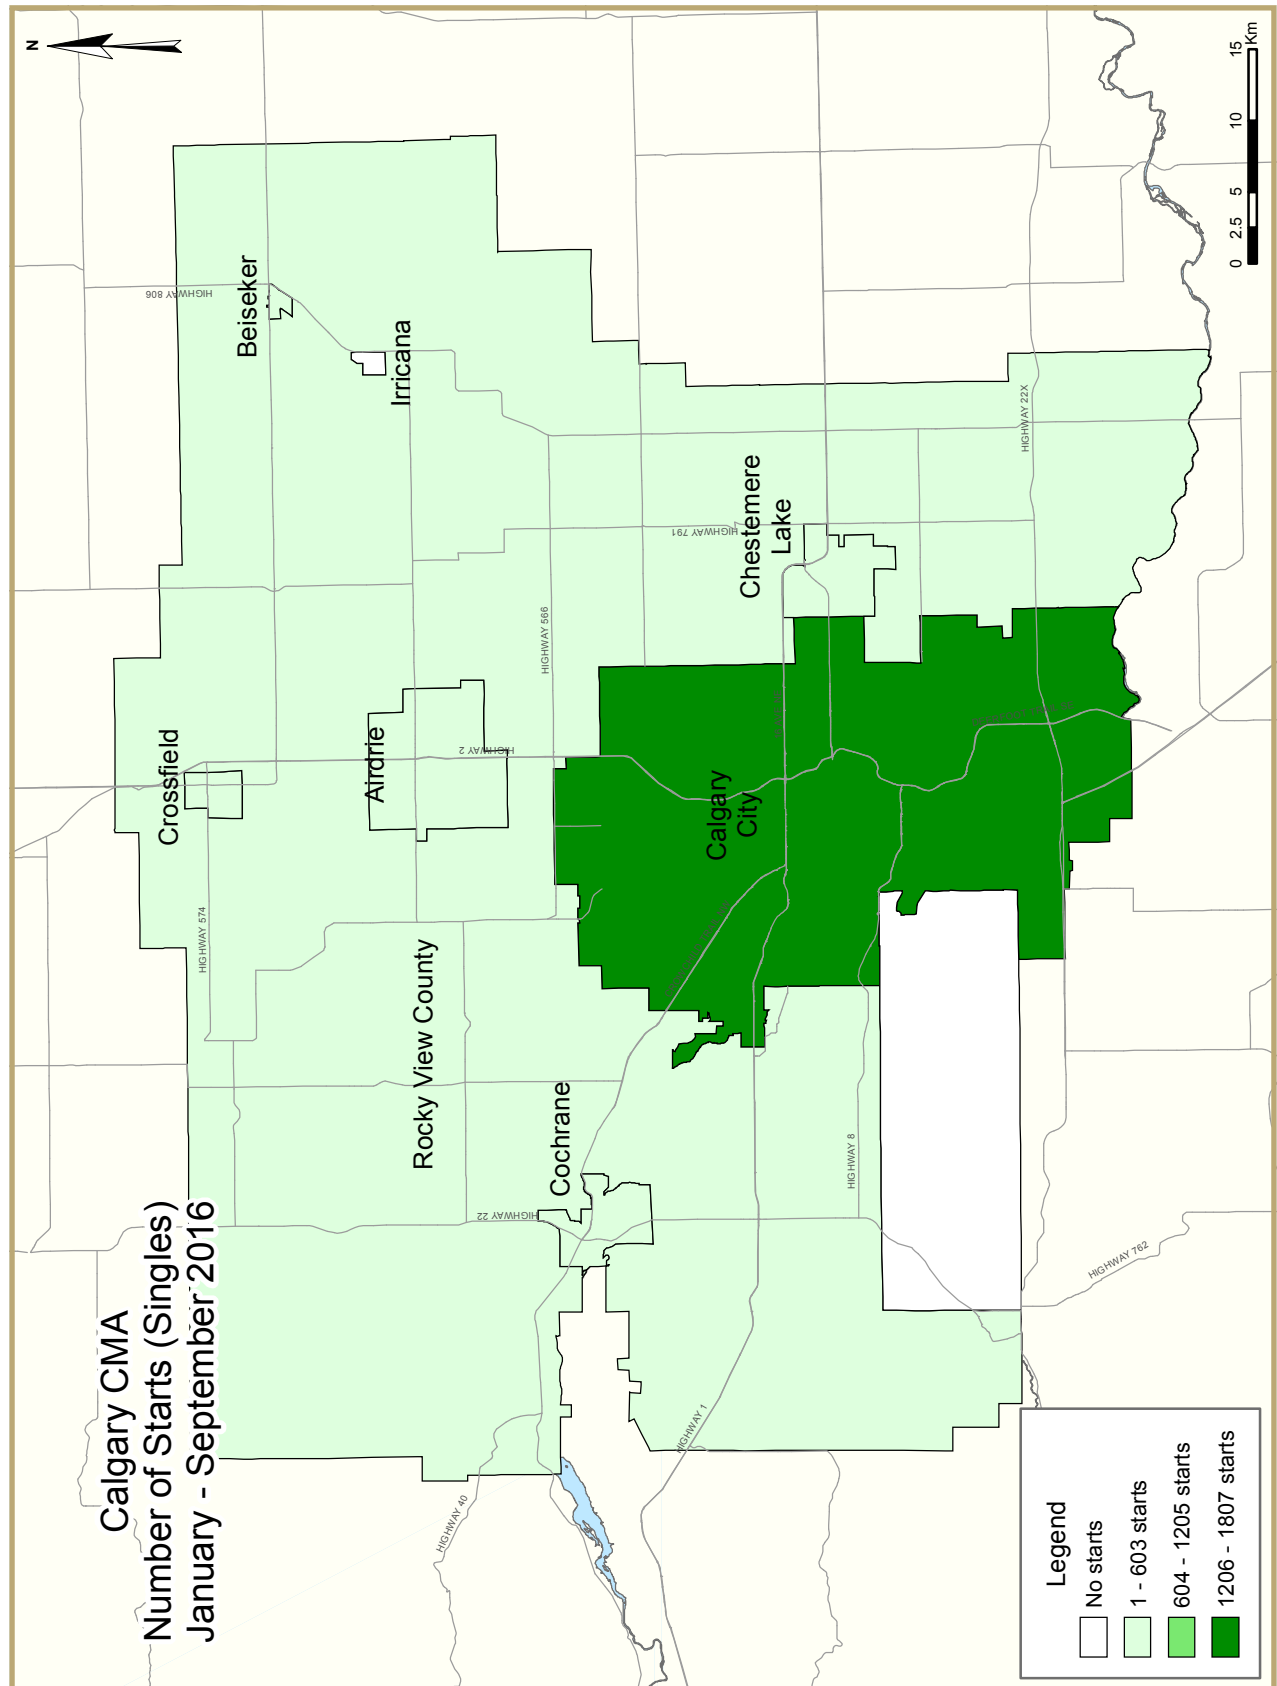 Calgary CMA
Number of Starts (Singles)
January - September 2016
N
Crossfield
Beiseker
HIGHWAY 806
Irricana
HIGHWAY 574
Airdrie
HIGHWAY 2
HIGHWAY 566
Rocky View County
Cochrane
HIGHWAY 22
HIGHWAY 791
Chestemere
Lake
Calgary
City
HIGHWAY 22X
HIGHWAY 8
HIGHWAY 1
HIGHWAY 40
HIGHWAY 762
Legend
No starts
1 - 603 starts
604 - 1205 starts
1206 - 1807 starts
0 2.5 5 10 15
Km